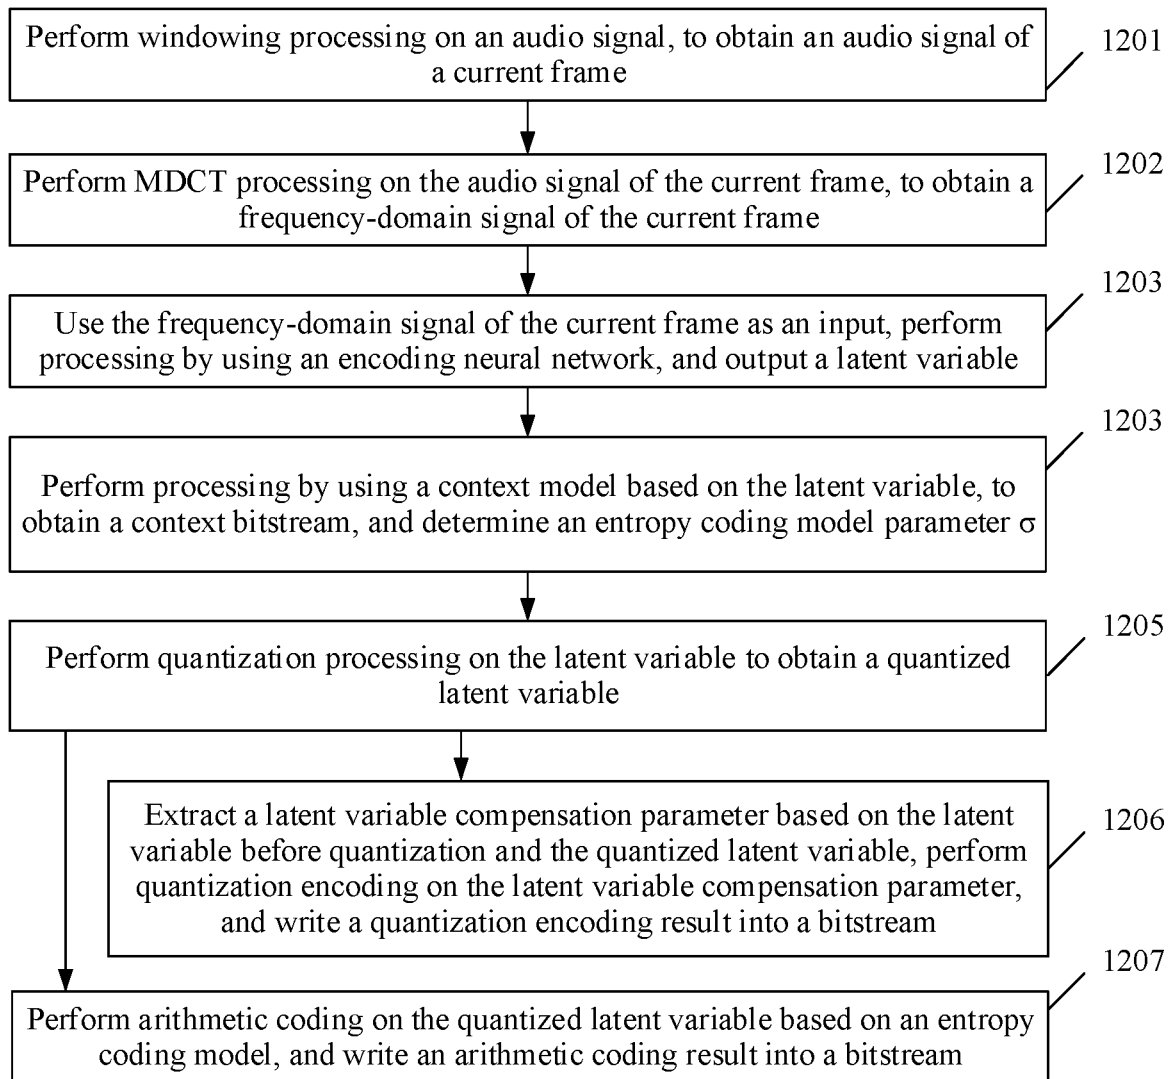 Perform windowing processing on an audio signal, to obtain an audio signal of
a current frame
1201
Perform MDCT processing on the audio signal of the current frame, to obtain a
frequency-domain signal of the current frame
1202
Use the frequency-domain signal of the current frame as an input, perform
processing by using an encoding neural network, and output a latent variable
1203
Perform processing by using a context model based on the latent variable, to
obtain a context bitstream, and determine an entropy coding model parameter σ
1203
Perform quantization processing on the latent variable to obtain a quantized
latent variable
1205
Extract a latent variable compensation parameter based on the latent
variable before quantization and the quantized latent variable, perform
quantization encoding on the latent variable compensation parameter,
and write a quantization encoding result into a bitstream
1206
Perform arithmetic coding on the quantized latent variable based on an entropy
coding model, and write an arithmetic coding result into a bitstream
1207